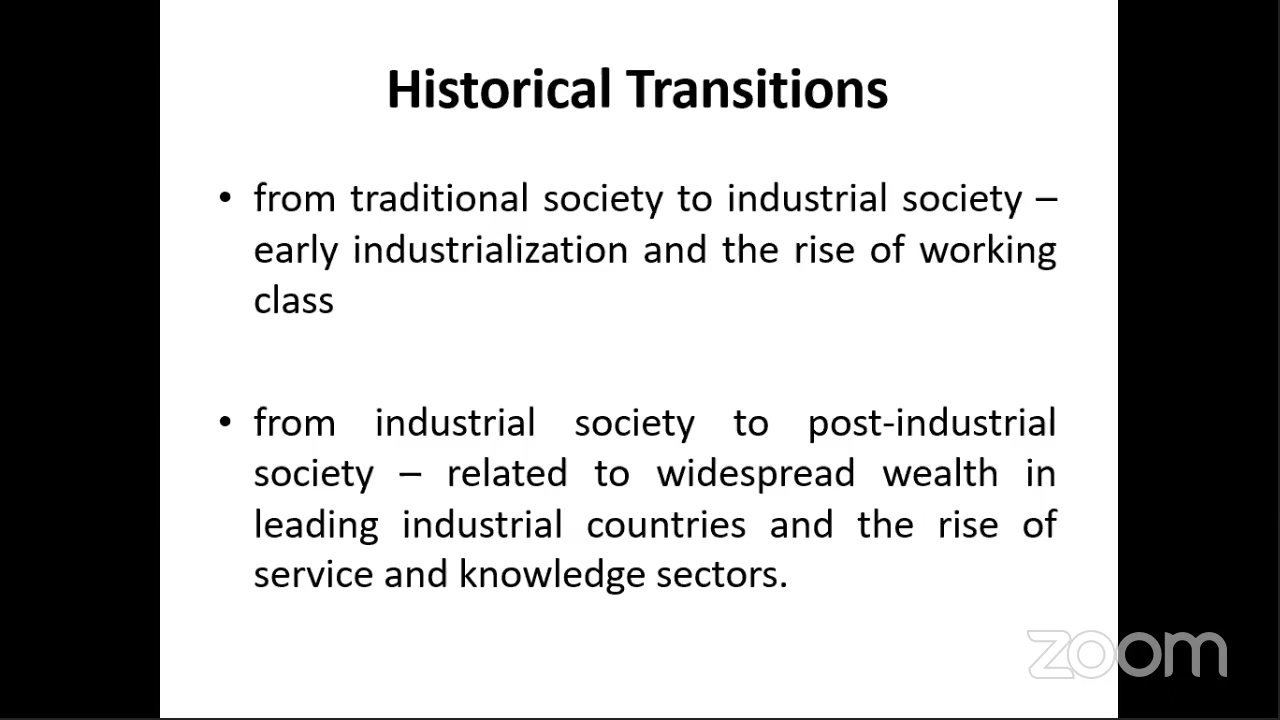 Historical Transitions
• from traditional society to industrial society –
early industrialization and the rise of working
class
• from industrial society to post-industrial
society – related to widespread wealth in
leading industrial countries and the rise of
service and knowledge sectors.
zoom